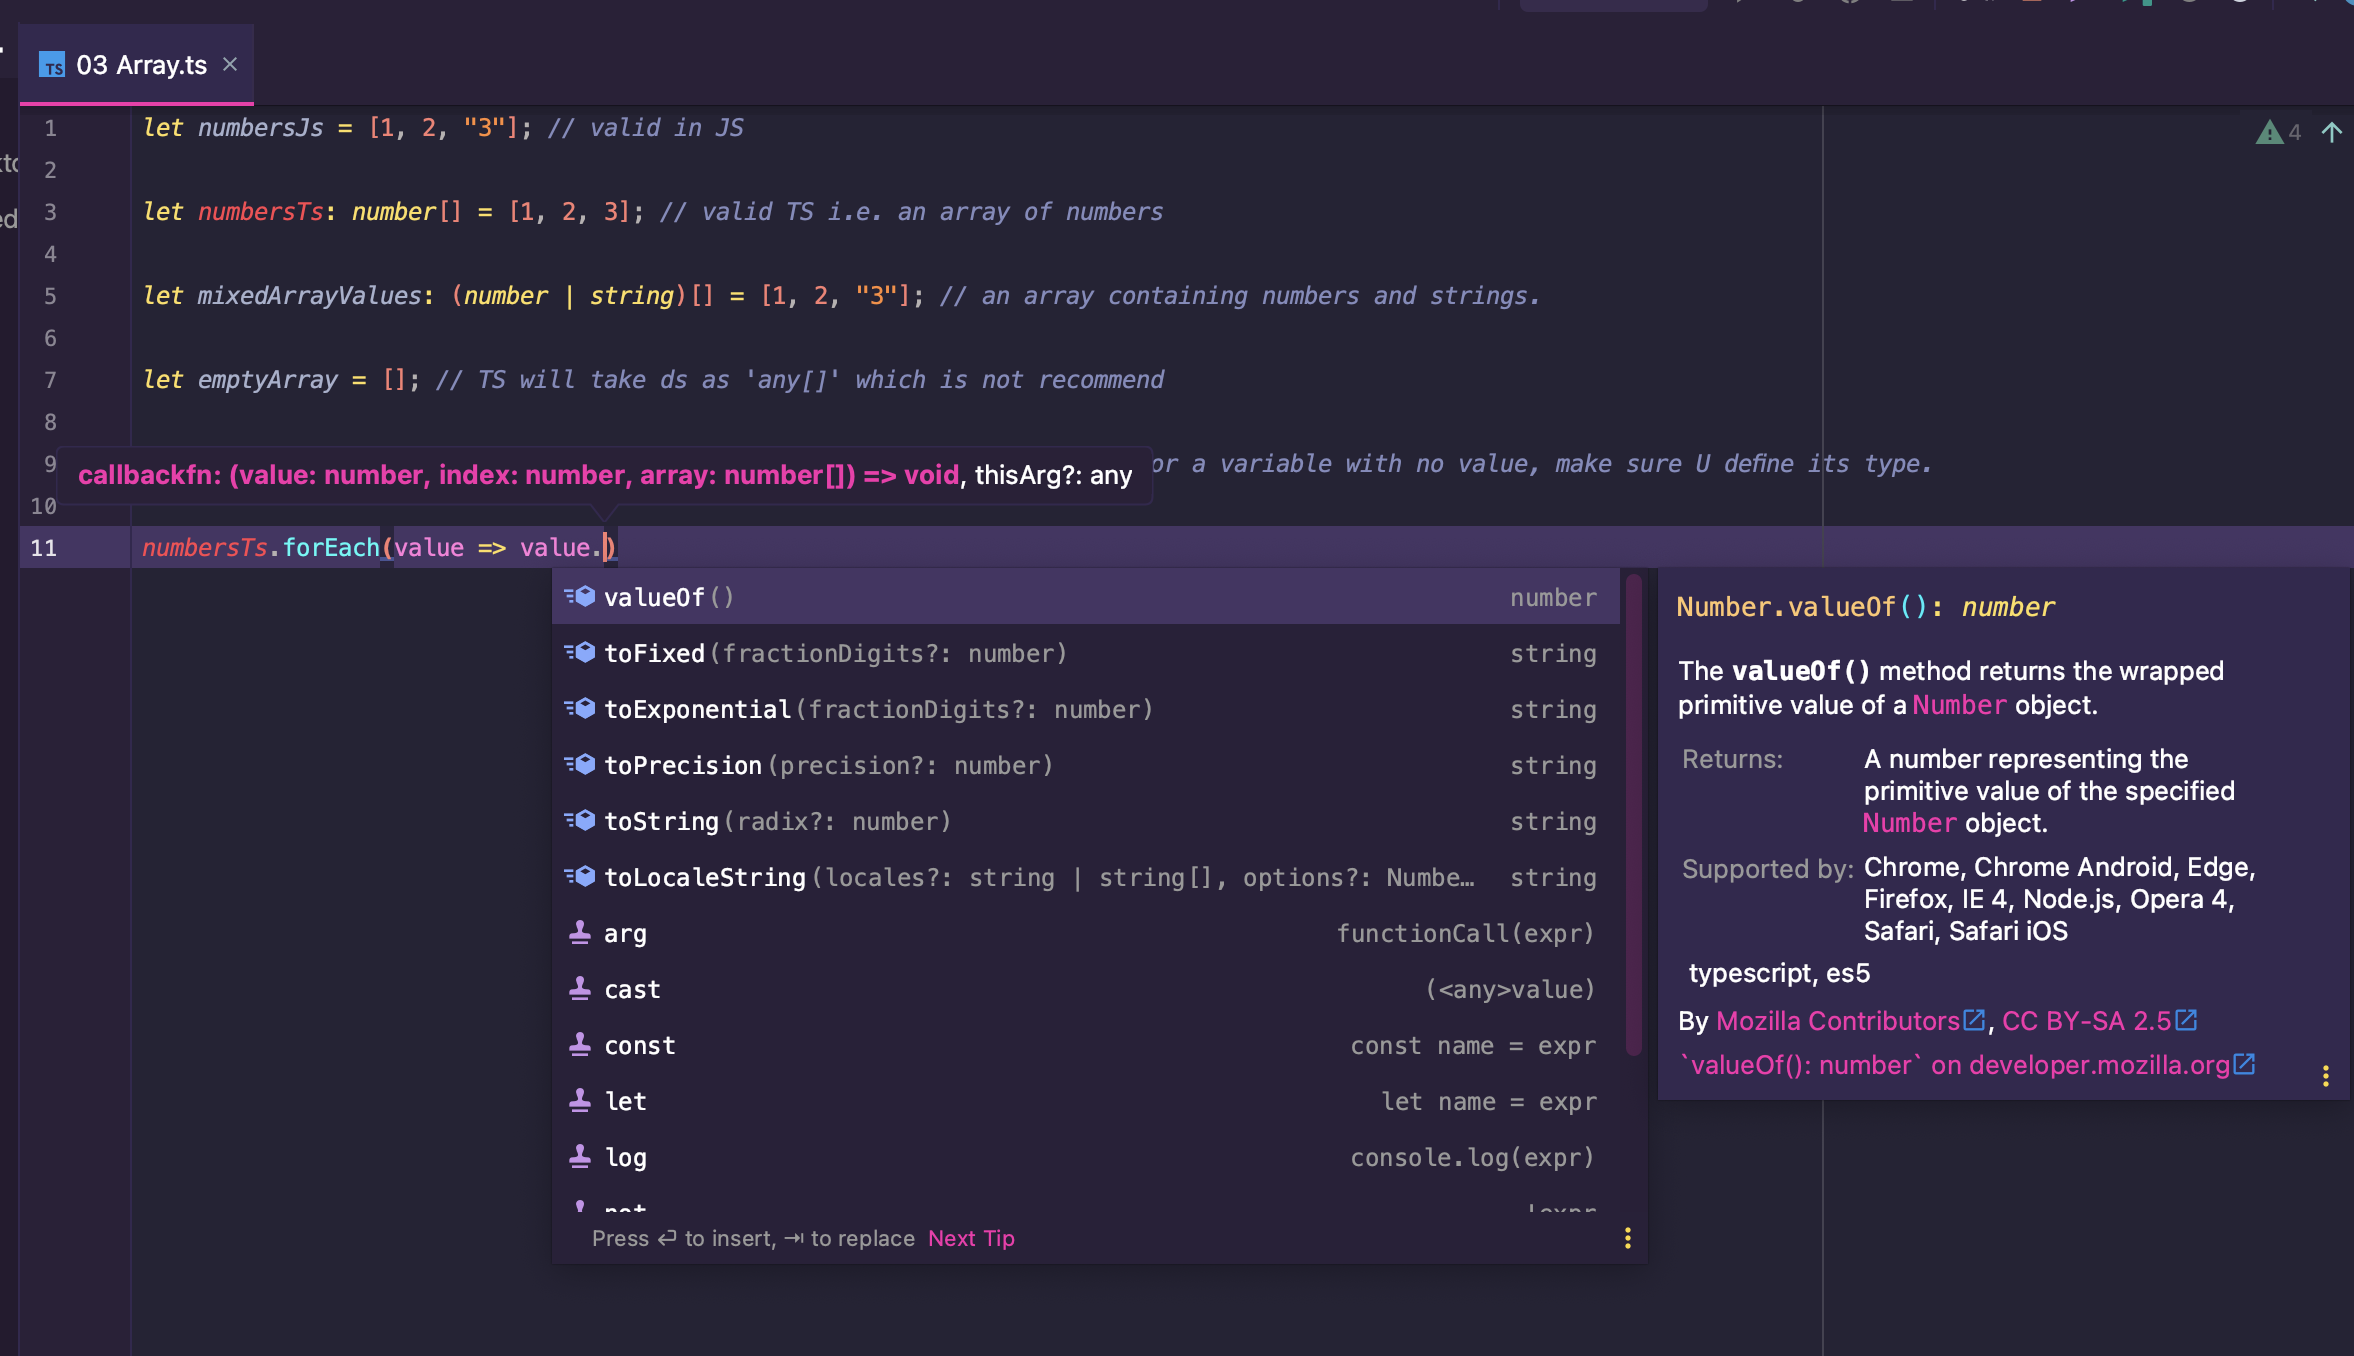 TS 03 Array.ts ×
1 let numbersJs = [1, 2, "3"]; // valid in JS
4
2
3 let numbersTs: number[] = [1, 2, 3]; // valid TS i.e. an array of numbers
4
5 let mixedArrayValues: (number | string)[] = [1, 2, "3"]; // an array containing numbers and strings.
6
7 let emptyArray = []; // TS will take ds as 'any[]' which is not recommend
8
9 or a variable with no value, make sure U define its type.
callbackfn: (value: number, index: number, array: number[]) => void, thisArg?: any
10
11 numbersTs.forEach(value => value.)
valueOf() number
toFixed(fractionDigits?: number) string
toExponential(fractionDigits?: number) string
toPrecision(precision?: number) string
toString(radix?: number) string
toLocaleString(locales?: string | string[], options?: Numbe… string
arg functionCall(expr)
cast (<any>value)
const const name = expr
let let name = expr
log console.log(expr)
not !expr
Press ⏎ to insert, ⇥ to replace Next Tip
Number.valueOf(): number
The valueOf() method returns the wrapped
primitive value of a Number object.
Returns: A number representing the
primitive value of the specified
Number object.
Supported by: Chrome, Chrome Android, Edge,
Firefox, IE 4, Node.js, Opera 4,
Safari, Safari iOS
typescript, es5
By Mozilla Contributors, CC BY-SA 2.5
`valueOf(): number` on developer.mozilla.org